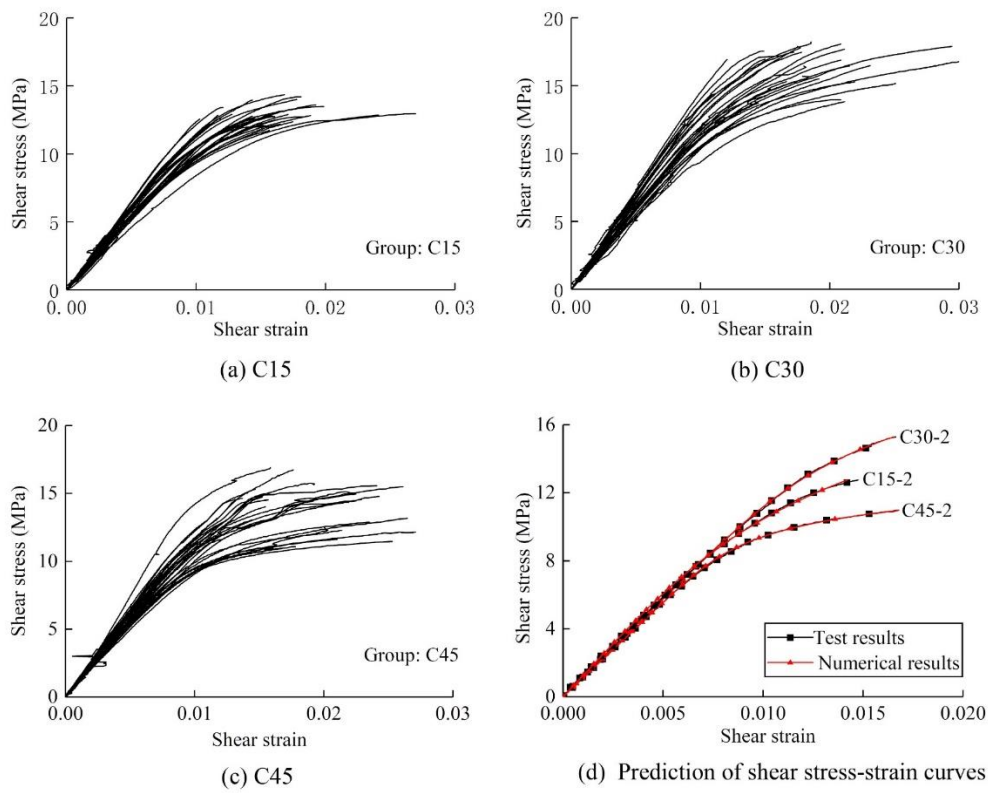 20
15
10
5
0
Shear stress (MPa)
Group: C15
0.00
0.01
0.02
0.03
Shear strain
(a) C15
20
15
10
5
0
Shear stress (MPa)
Group: C30
0.00
0.01
0.02
0.03
Shear strain
(b) C30
20
15
10
5
0
Shear stress (MPa)
Group: C45
0.00
0.01
0.02
0.03
Shear strain
(c) C45
16
12
8
4
0
Shear stress (MPa)
C30-2
C15-2
C45-2
Test results
Numerical results
0.000
0.005
0.010
0.015
0.020
Shear strain
(d) Prediction of shear stress-strain curves